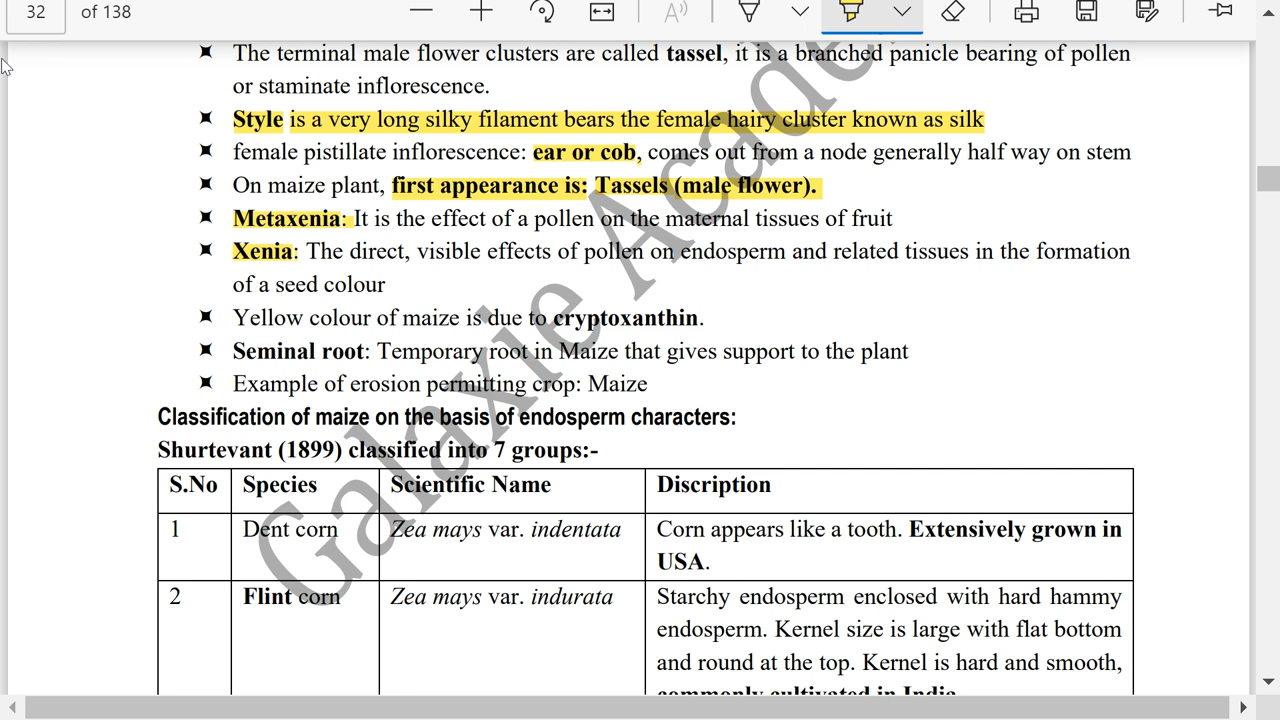 32 of 138
The terminal male flower clusters are called tassel, it is a branched panicle bearing of pollen
or staminate inflorescence.
Style is a very long silky filament bears the female hairy cluster known as silk
female pistillate inflorescence: ear or cob, comes out from a node generally half way on stem
On maize plant, first appearance is: Tassels (male flower).
Metaxenia: It is the effect of a pollen on the maternal tissues of fruit
Xenia: The direct, visible effects of pollen on endosperm and related tissues in the formation
of a seed colour
Yellow colour of maize is due to cryptoxanthin.
Seminal root: Temporary root in Maize that gives support to the plant
Example of erosion permitting crop: Maize
Classification of maize on the basis of endosperm characters:
Shurtevant (1899) classified into 7 groups:-
S.No Species Scientific Name Discription
1 Dent corn Zea mays var. indentata Corn appears like a tooth. Extensively grown in
USA.
2 Flint corn Zea mays var. indurata Starchy endosperm enclosed with hard hammy
endosperm. Kernel size is large with flat bottom
and round at the top. Kernel is hard and smooth,
commonly cultivated in India
Galaxie Acade